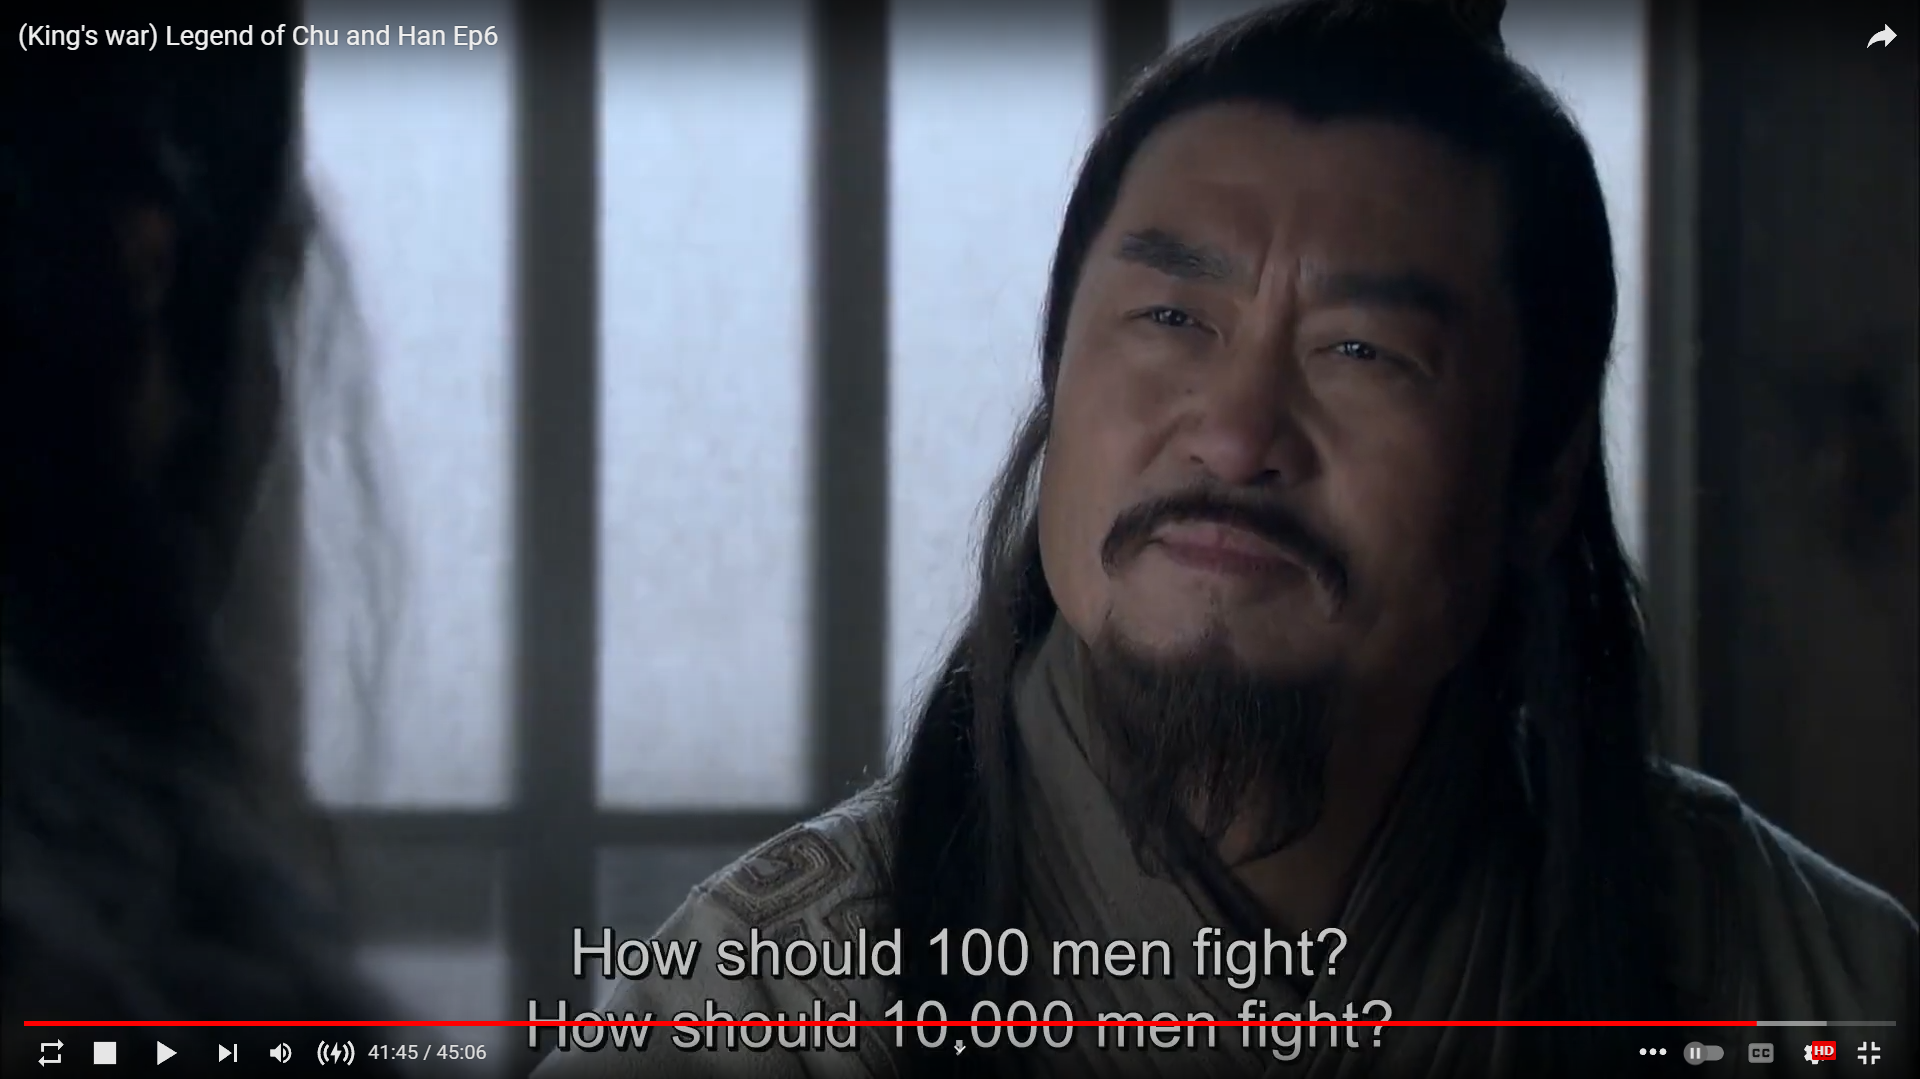 (King's war) Legend of Chu and Han Ep6
How should 100 men fight?
How should 10,000 men fight?
41:45 / 45:06
CC
HD